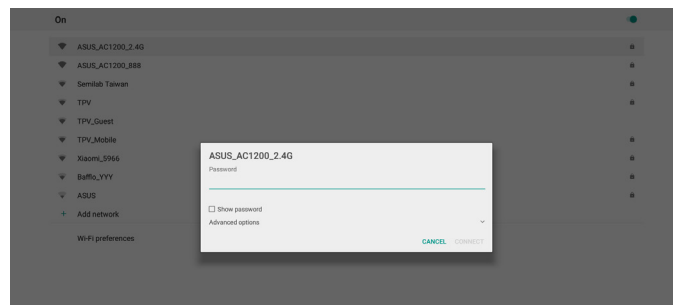 On
ASUS_AC1200_2.4G
ASUS_AC1200_888
Semilab Taiwan
TPV
TPV_Guest
TPV_Mobile
Xiaomi_5966
Baffio_YYY
ASUS
+ Add network
Wi-Fi preferences
ASUS_AC1200_2.4G
Password
Show password
Advanced options
CANCEL CONNECT